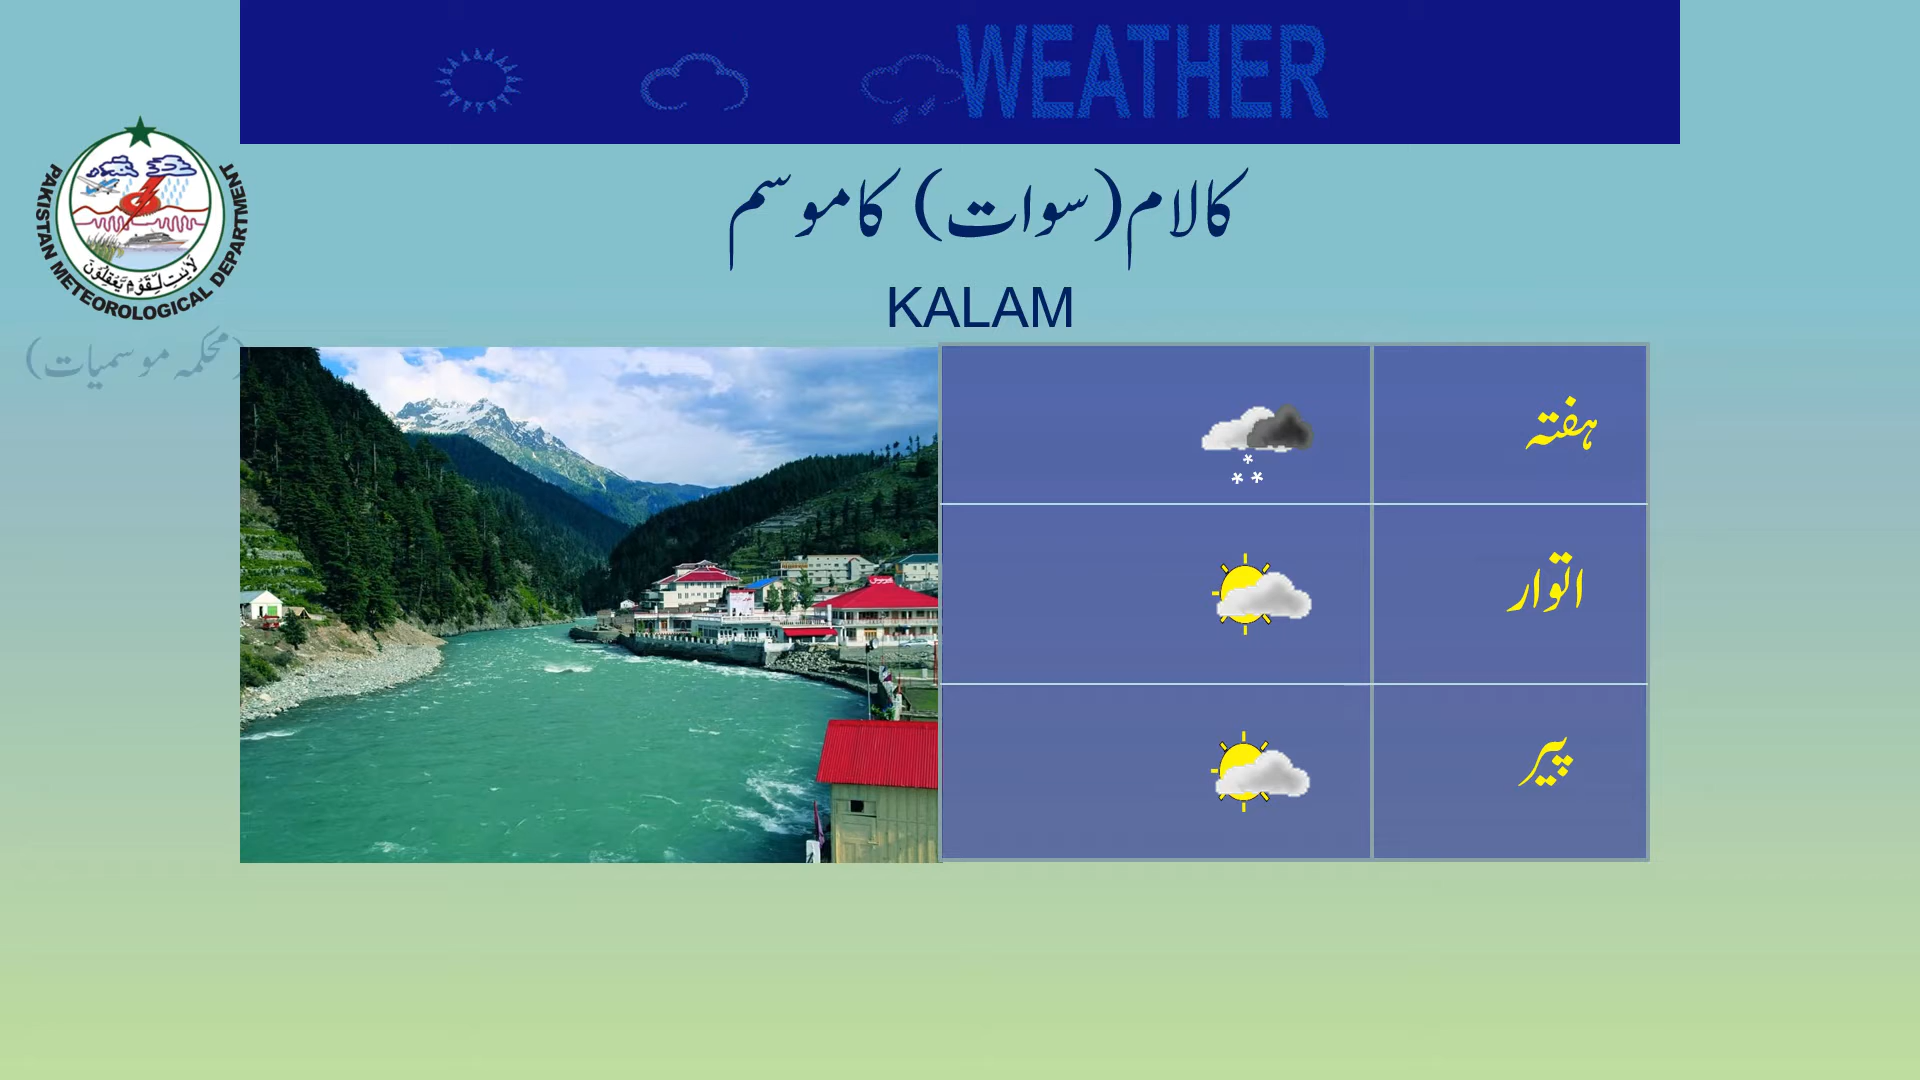 WEATHER
PAKISTAN METEOROLOGICAL DEPARTMENT
لَاٰیٰتٍ لِّقَوْمٍ یَّعْقِلُوْنَ
(محکمہ موسمیات)
کالام (سوات) کا موسم
KALAM
ہفتہ
اتوار
پیر